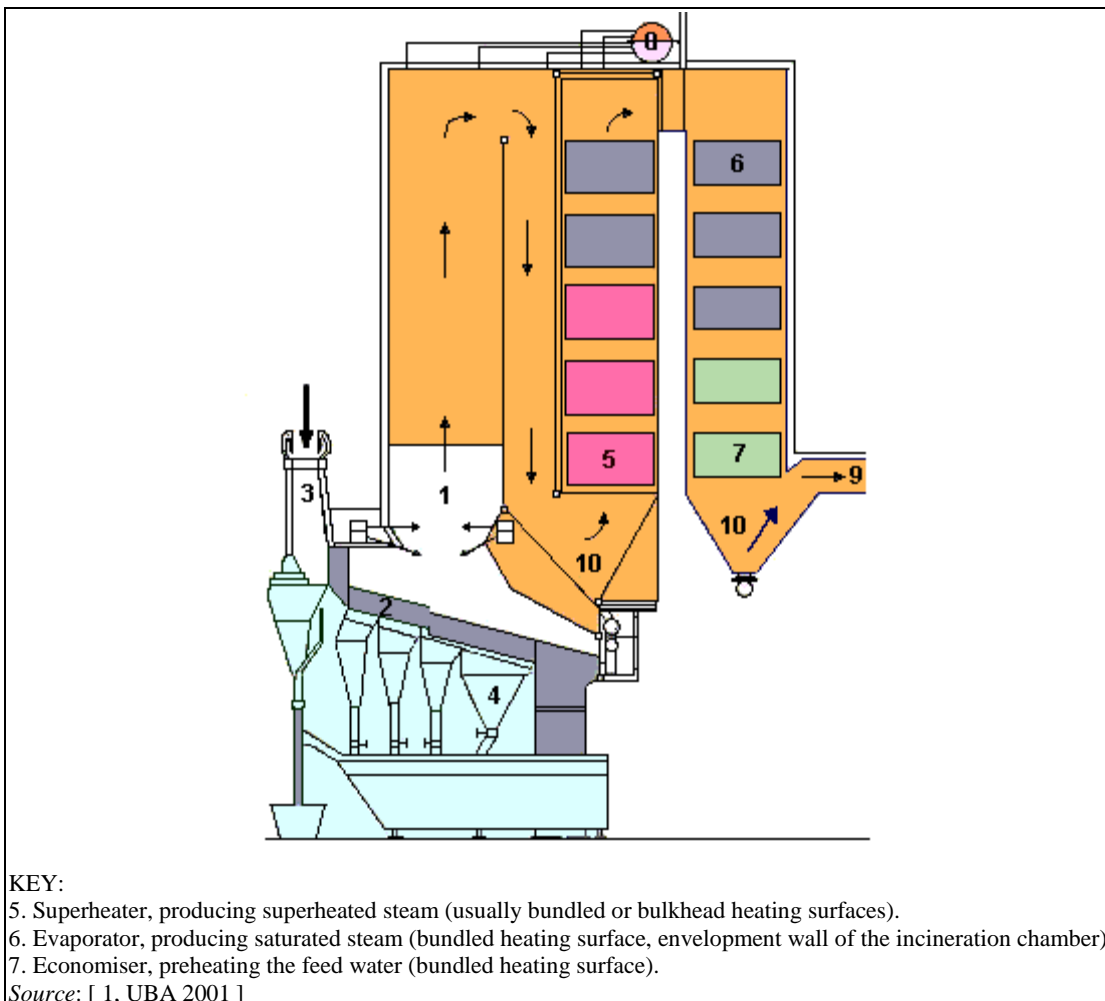 0
6
5
7
1
9
3
10
10
2
4
KEY:
5. Superheater, producing superheated steam (usually bundled or bulkhead heating surfaces).
6. Evaporator, producing saturated steam (bundled heating surface, envelopment wall of the incineration chamber)
7. Economiser, preheating the feed water (bundled heating surface).
Source: [ 1, UBA 2001 ]